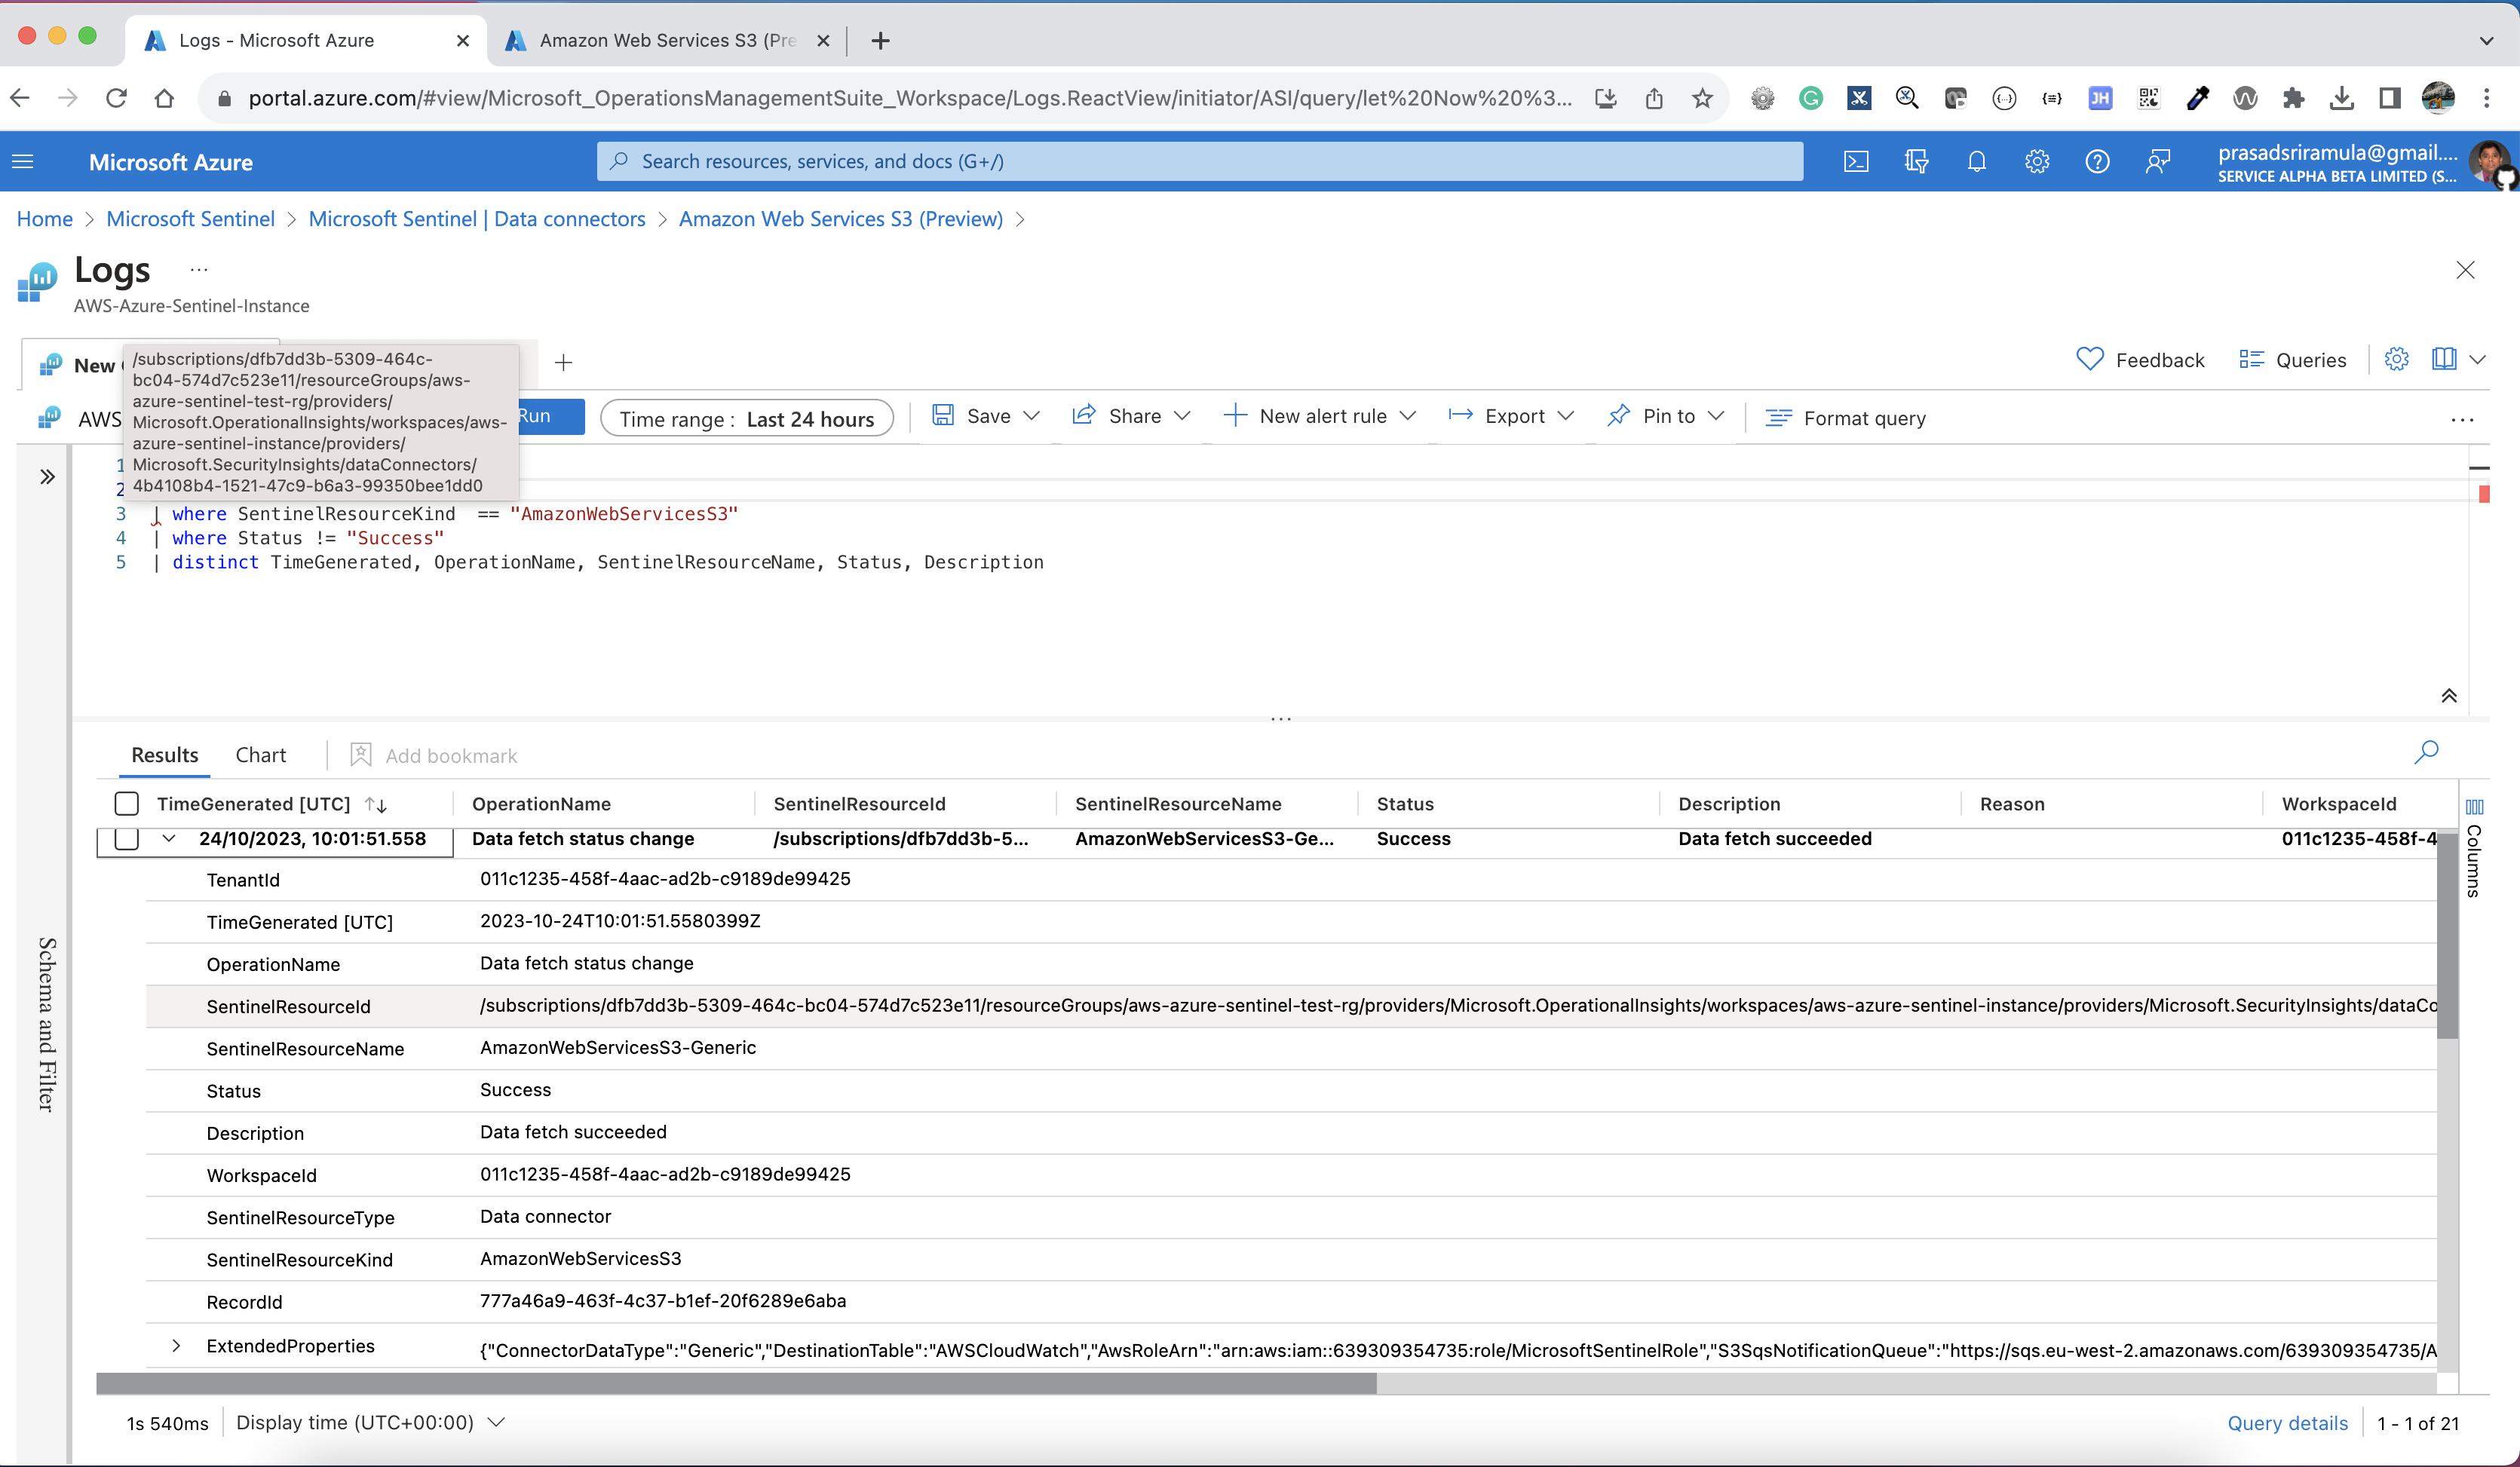 Logs - Microsoft Azure
Amazon Web Services S3 (Pre
portal.azure.com/#view/Microsoft_OperationsManagementSuite_Workspace/Logs.ReactView/initiator/ASI/query/let%20Now%20%3...
Microsoft Azure
Search resources, services, and docs (G+/)
prasadsriramula@gmail....
SERVICE ALPHA BETA LIMITED (S...
Home > Microsoft Sentinel > Microsoft Sentinel | Data connectors > Amazon Web Services S3 (Preview) >
Logs ...
AWS-Azure-Sentinel-Instance
New
/subscriptions/dfb7dd3b-5309-464c-
bc04-574d7c523e11/resourceGroups/aws-
azure-sentinel-test-rg/providers/
Microsoft.OperationalInsights/workspaces/aws-
azure-sentinel-instance/providers/
Microsoft.SecurityInsights/dataConnectors/
4b4108b4-1521-47c9-b6a3-99350bee1dd0
Feedback Queries
AWS Run Time range : Last 24 hours Save Share New alert rule Export Pin to Format query ...
1
2
3 | where SentinelResourceKind  == "AmazonWebServicesS3"
4 | where Status != "Success"
5 | distinct TimeGenerated, OperationName, SentinelResourceName, Status, Description
Results Chart Add bookmark
TimeGenerated [UTC] OperationName SentinelResourceId SentinelResourceName Status Description Reason WorkspaceId
24/10/2023, 10:01:51.558 Data fetch status change /subscriptions/dfb7dd3b-5... AmazonWebServicesS3-Ge... Success Data fetch succeeded 011c1235-458f-4
TenantId 011c1235-458f-4aac-ad2b-c9189de99425
TimeGenerated [UTC] 2023-10-24T10:01:51.5580399Z
OperationName Data fetch status change
SentinelResourceId /subscriptions/dfb7dd3b-5309-464c-bc04-574d7c523e11/resourceGroups/aws-azure-sentinel-test-rg/providers/Microsoft.OperationalInsights/workspaces/aws-azure-sentinel-instance/providers/Microsoft.SecurityInsights/dataCo
SentinelResourceName AmazonWebServicesS3-Generic
Status Success
Description Data fetch succeeded
WorkspaceId 011c1235-458f-4aac-ad2b-c9189de99425
SentinelResourceType Data connector
SentinelResourceKind AmazonWebServicesS3
RecordId 777a46a9-463f-4c37-b1ef-20f6289e6aba
ExtendedProperties {"ConnectorDataType":"Generic","DestinationTable":"AWSCloudWatch","AwsRoleArn":"arn:aws:iam::639309354735:role/MicrosoftSentinelRole","S3SqsNotificationQueue":"https://sqs.eu-west-2.amazonaws.com/639309354735/A
Columns
Schema and Filter
1s 540ms Display time (UTC+00:00) Query details 1 - 1 of 21